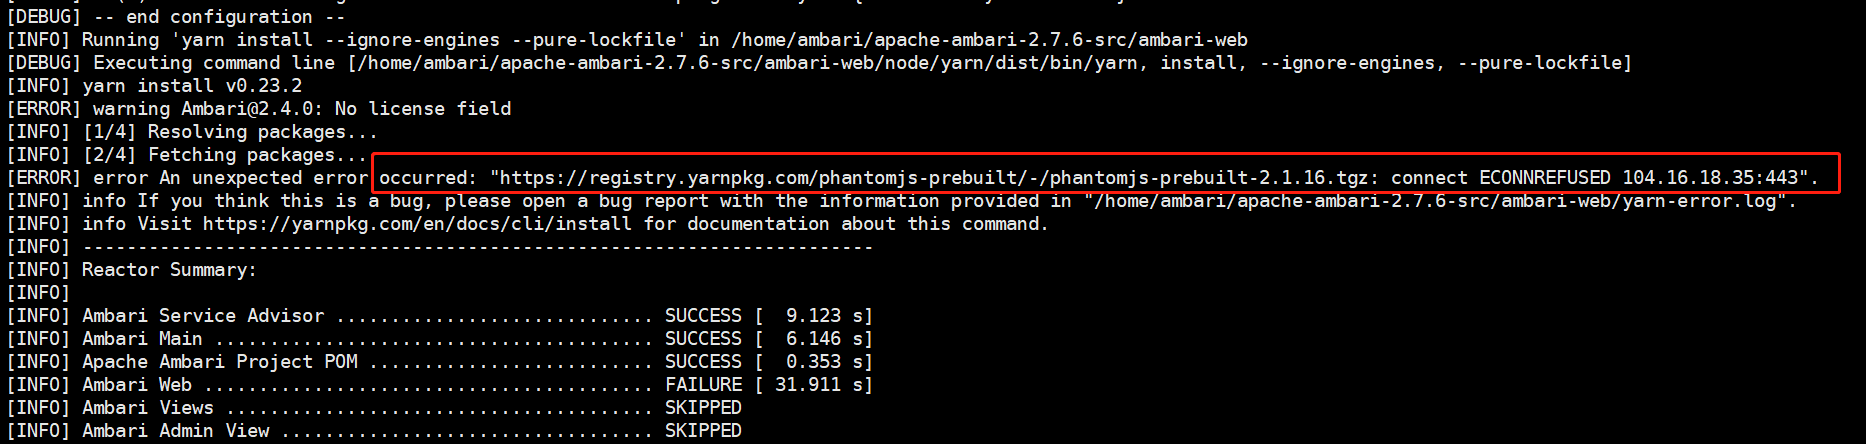 [DEBUG] -- end configuration --
[INFO] Running 'yarn install --ignore-engines --pure-lockfile' in /home/ambari/apache-ambari-2.7.6-src/ambari-web
[DEBUG] Executing command line [/home/ambari/apache-ambari-2.7.6-src/ambari-web/node/yarn/dist/bin/yarn, install, --ignore-engines, --pure-lockfile]
[INFO] yarn install v0.23.2
[ERROR] warning Ambari@2.4.0: No license field
[INFO] [1/4] Resolving packages...
[INFO] [2/4] Fetching packages...
[ERROR] error An unexpected error occurred: "https://registry.yarnpkg.com/phantomjs-prebuilt/-/phantomjs-prebuilt-2.1.16.tgz: connect ECONNREFUSED 104.16.18.35:443".
[INFO] info If you think this is a bug, please open a bug report with the information provided in "/home/ambari/apache-ambari-2.7.6-src/ambari-web/yarn-error.log".
[INFO] info Visit https://yarnpkg.com/en/docs/cli/install for documentation about this command.
[INFO] ------------------------------------------------------------------------
[INFO] Reactor Summary:
[INFO]
[INFO] Ambari Service Advisor ............................. SUCCESS [  9.123 s]
[INFO] Ambari Main ........................................ SUCCESS [  6.146 s]
[INFO] Apache Ambari Project POM .......................... SUCCESS [  0.353 s]
[INFO] Ambari Web ......................................... FAILURE [ 31.911 s]
[INFO] Ambari Views ....................................... SKIPPED
[INFO] Ambari Admin View .................................. SKIPPED